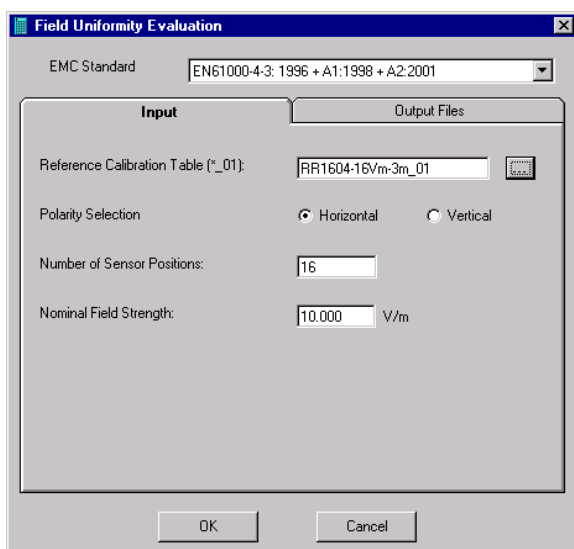 Field Uniformity Evaluation
EMC Standard EN61000-4-3: 1996 + A1:1998 + A2:2001
Input Output Files
Reference Calibration Table (*_01): RR1604-16Vm-3m_01 ...
Polarity Selection Horizontal Vertical
Number of Sensor Positions: 16
Nominal Field Strength: 10.000 V/m
OK Cancel